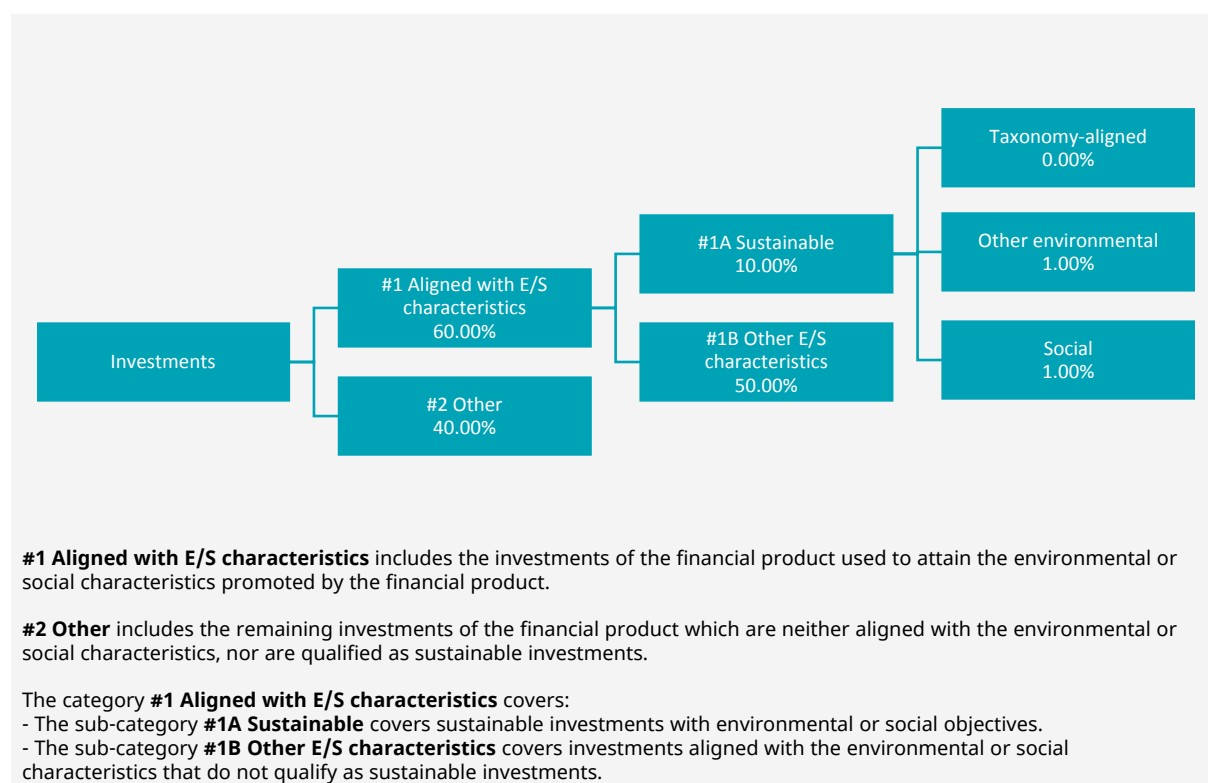 Investments
#1 Aligned with E/S
characteristics
60.00%
#2 Other
40.00%
#1A Sustainable
10.00%
#1B Other E/S
characteristics
50.00%
Taxonomy-aligned
0.00%
Other environmental
1.00%
Social
1.00%
#1 Aligned with E/S characteristics includes the investments of the financial product used to attain the environmental or
social characteristics promoted by the financial product.
#2 Other includes the remaining investments of the financial product which are neither aligned with the environmental or
social characteristics, nor are qualified as sustainable investments.
The category #1 Aligned with E/S characteristics covers:
- The sub-category #1A Sustainable covers sustainable investments with environmental or social objectives.
- The sub-category #1B Other E/S characteristics covers investments aligned with the environmental or social
characteristics that do not qualify as sustainable investments.